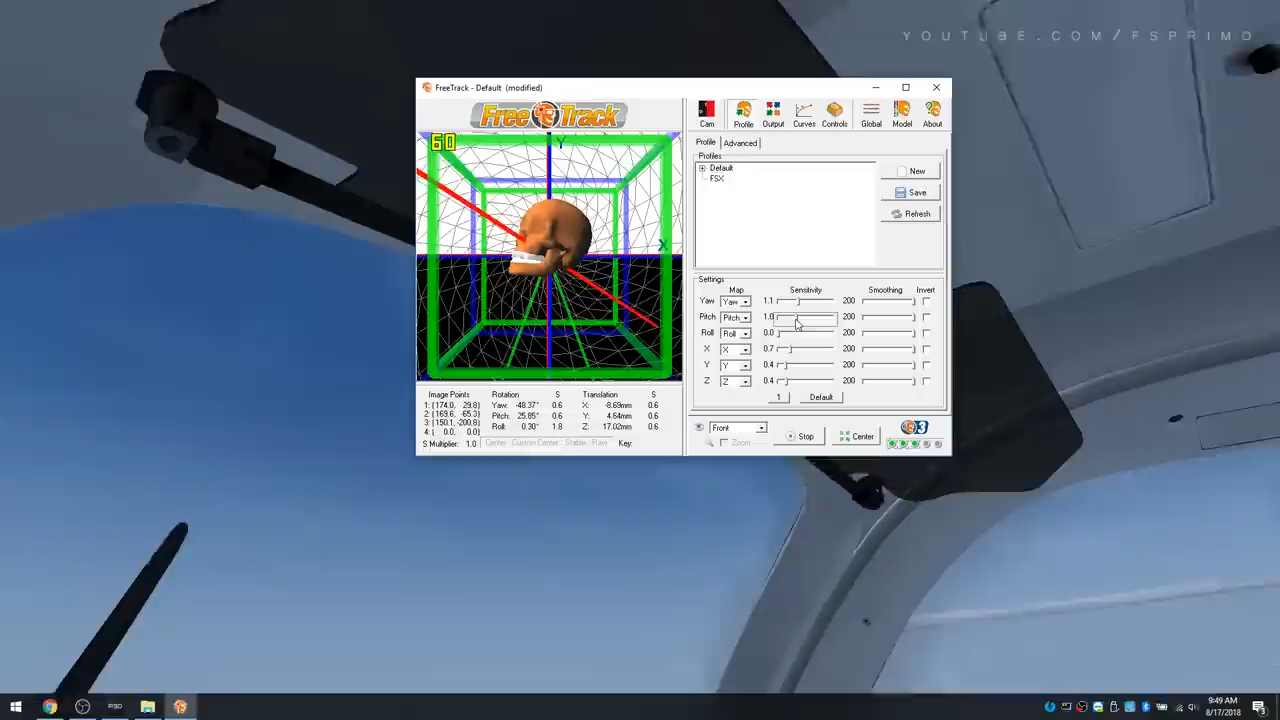 YOUTUBE.COM/FSPRIMD
FreeTrack - Default (modified)
Free Track
60
Y
X
Cam
Profile
Output
Curves
Controls
Global
Model
About
Profile
Advanced
Profiles
Default
FSX
New
Save
Refresh
Settings
Map Sensitivity Smoothing Invert
Yaw Yaw 1.1 200
Pitch Pitch 1.0 200
Roll Roll 0.0 200
X X 0.7 200
Y Y 0.4 200
Z Z 0.4 200
1 Default
Image Points Rotation S Translation S
1: (174.0, 29.8) Yaw: -48.37° 0.6 X: -8.69mm 0.6
2: (169.6, -65.3) Pitch: 25.85° 0.6 Y: 4.64mm 0.6
3: (150.1, -200.8) Roll: 0.30° 1.8 Z: 17.02mm 0.6
4: ( 0.0, 0.0)
S Multiplier: 1.0 Center Custom Center Stable Raw Key:
Front
Zoom
Stop
Center
3
P3D
9:49 AM
8/17/2018